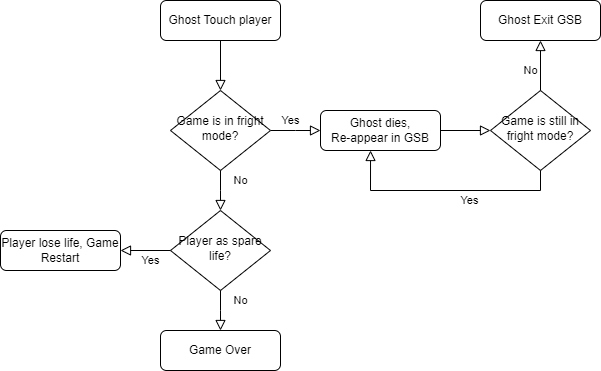 Ghost Touch player
Ghost Exit GSB
No
Game is in fright
mode?
Yes
Ghost dies,
Re-appear in GSB
Game is still in
fright mode?
No
Yes
Player as spare
life?
Player lose life, Game
Restart
Yes
No
Game Over